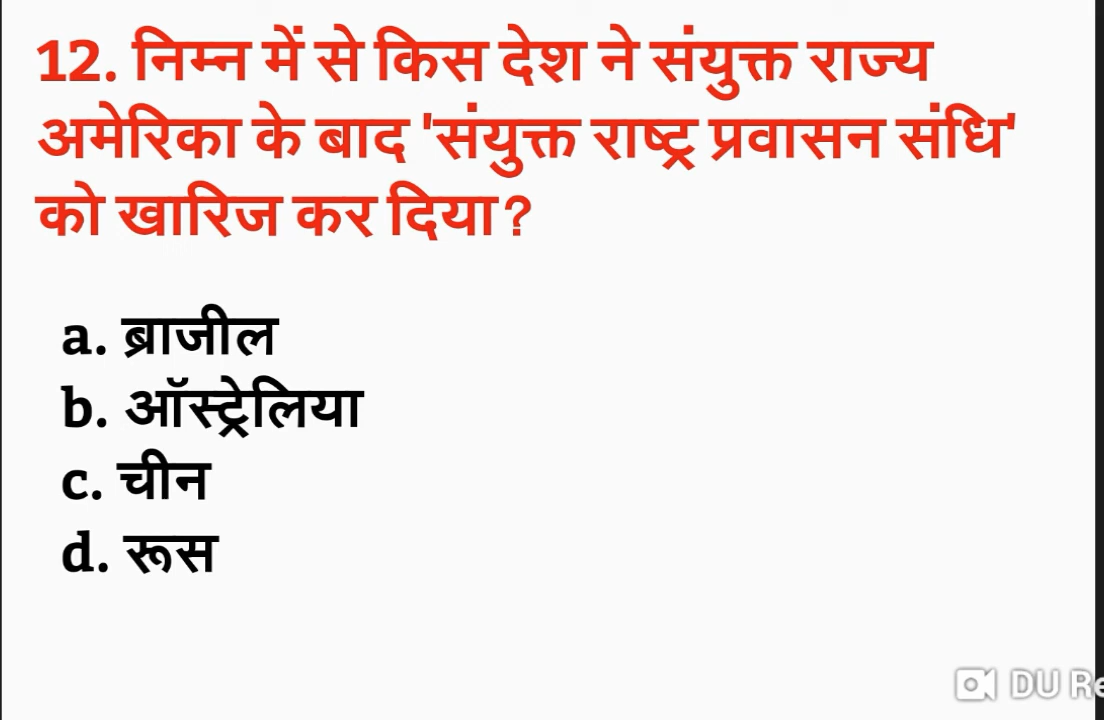 12. निम्न में से किस देश ने संयुक्त राज्य
अमेरिका के बाद 'संयुक्त राष्ट्र प्रवासन संधि'
को खारिज कर दिया?
a. ब्राजील
b. ऑस्ट्रेलिया
c. चीन
d. रूस
DU